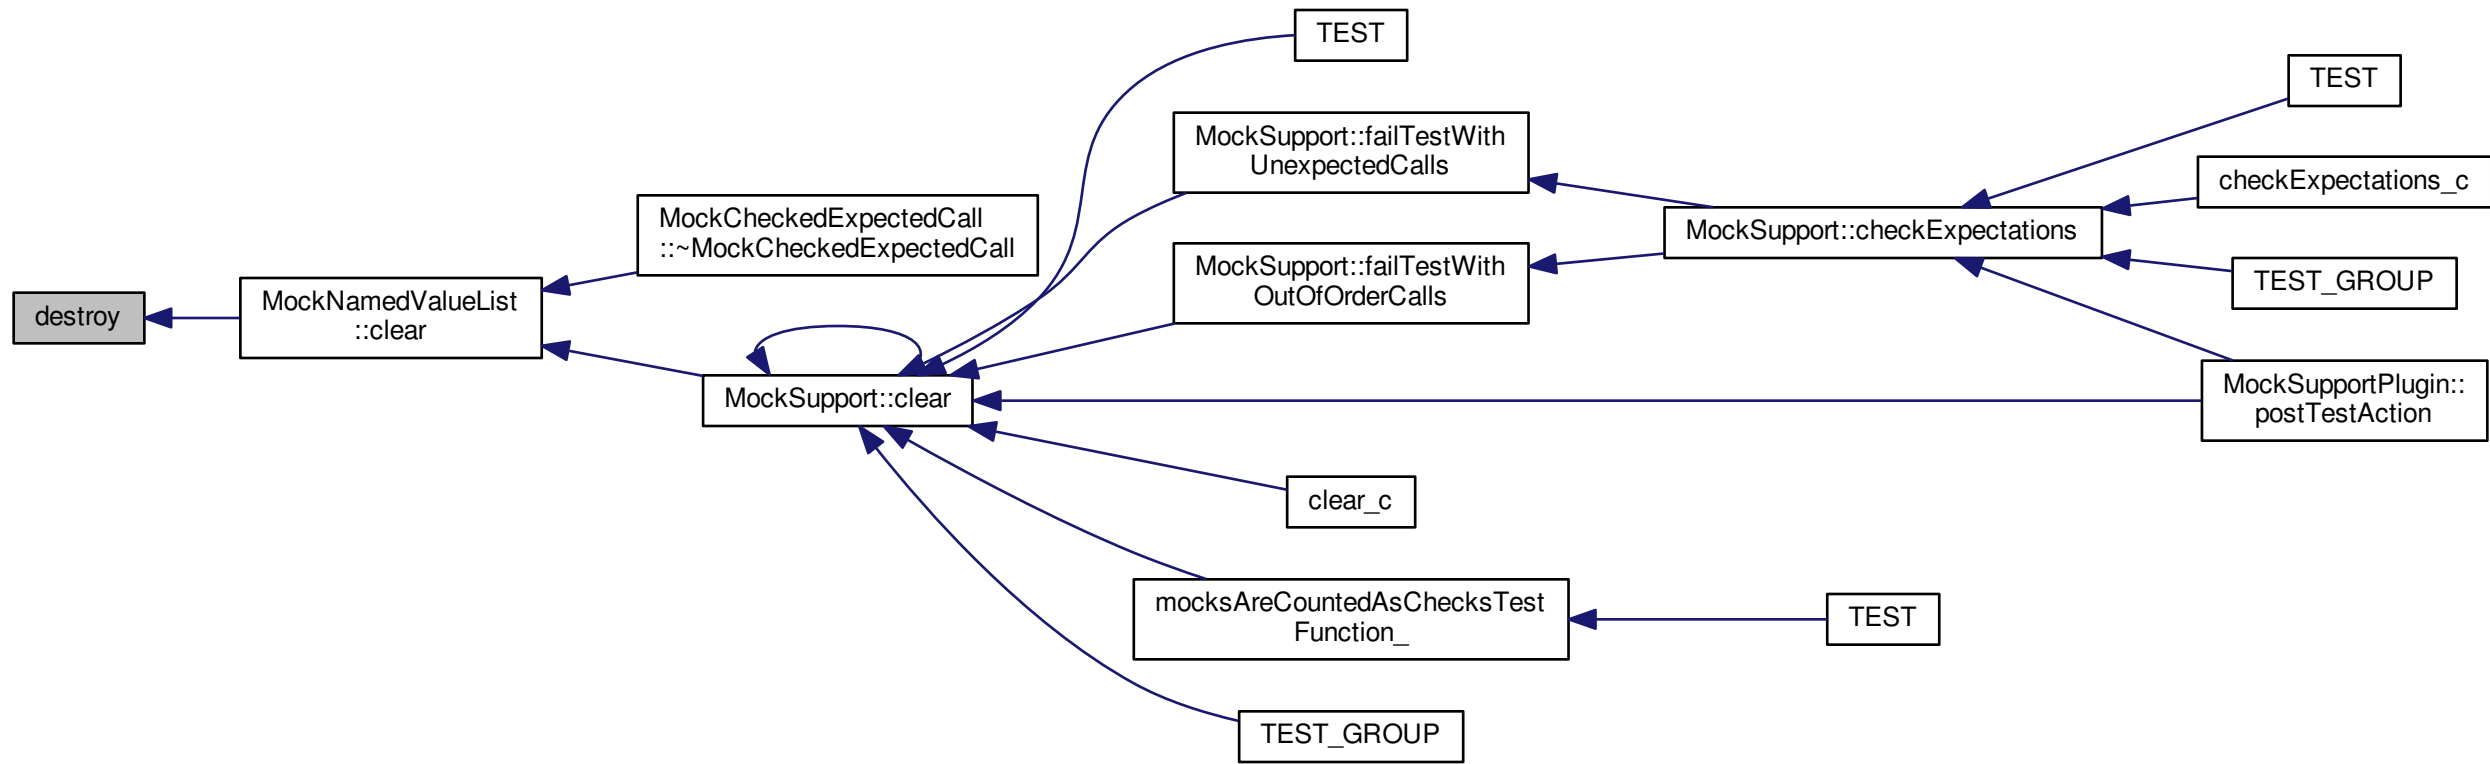 TEST
TEST
MockSupport::failTestWith
UnexpectedCalls
checkExpectations_c
MockCheckedExpectedCall
::~MockCheckedExpectedCall
MockSupport::checkExpectations
MockSupport::failTestWith
OutOfOrderCalls
TEST_GROUP
MockNamedValueList
::clear
destroy
MockSupport::clear
MockSupportPlugin::
postTestAction
clear_c
mocksAreCountedAsChecksTest
Function_
TEST
TEST_GROUP